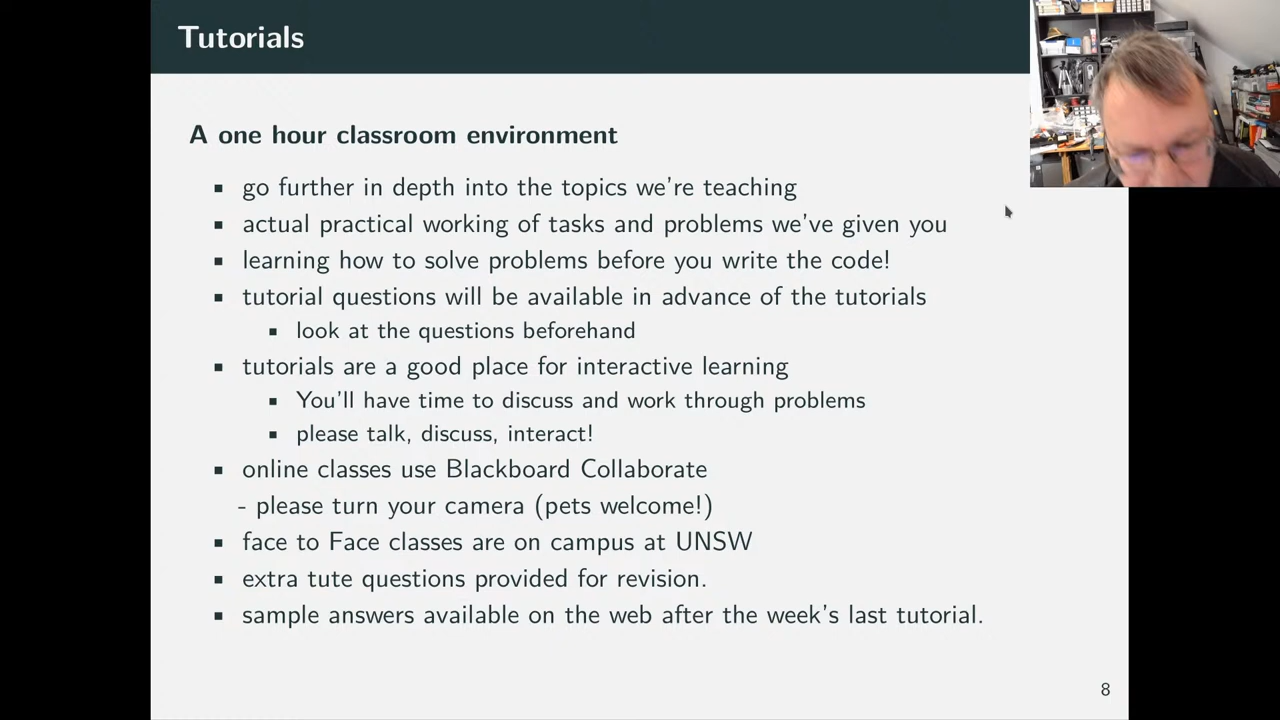 Tutorials
A one hour classroom environment
▪ go further in depth into the topics we're teaching
▪ actual practical working of tasks and problems we've given you
▪ learning how to solve problems before you write the code!
▪ tutorial questions will be available in advance of the tutorials
▪ look at the questions beforehand
▪ tutorials are a good place for interactive learning
▪ You'll have time to discuss and work through problems
▪ please talk, discuss, interact!
▪ online classes use Blackboard Collaborate
- please turn your camera (pets welcome!)
▪ face to Face classes are on campus at UNSW
▪ extra tute questions provided for revision.
▪ sample answers available on the web after the week's last tutorial.
8